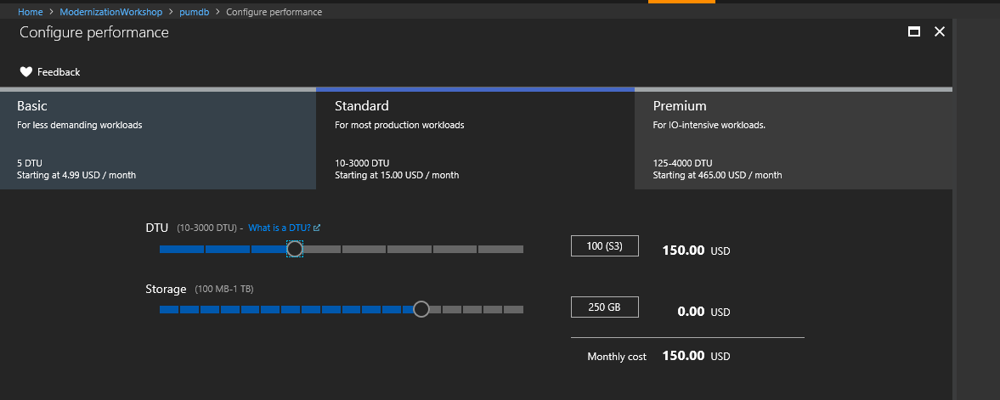 Home > ModernizationWorkshop > pumdb > Configure performance
Configure performance
Feedback
Basic
For less demanding workloads
5 DTU
Starting at 4.99 USD / month
Standard
For most production workloads
10-3000 DTU
Starting at 15.00 USD / month
Premium
For IO-intensive workloads.
125-4000 DTU
Starting at 465.00 USD / month
DTU (10-3000 DTU) - What is a DTU?
100 (S3) 150.00 USD
Storage (100 MB-1 TB)
250 GB 0.00 USD
Monthly cost 150.00 USD